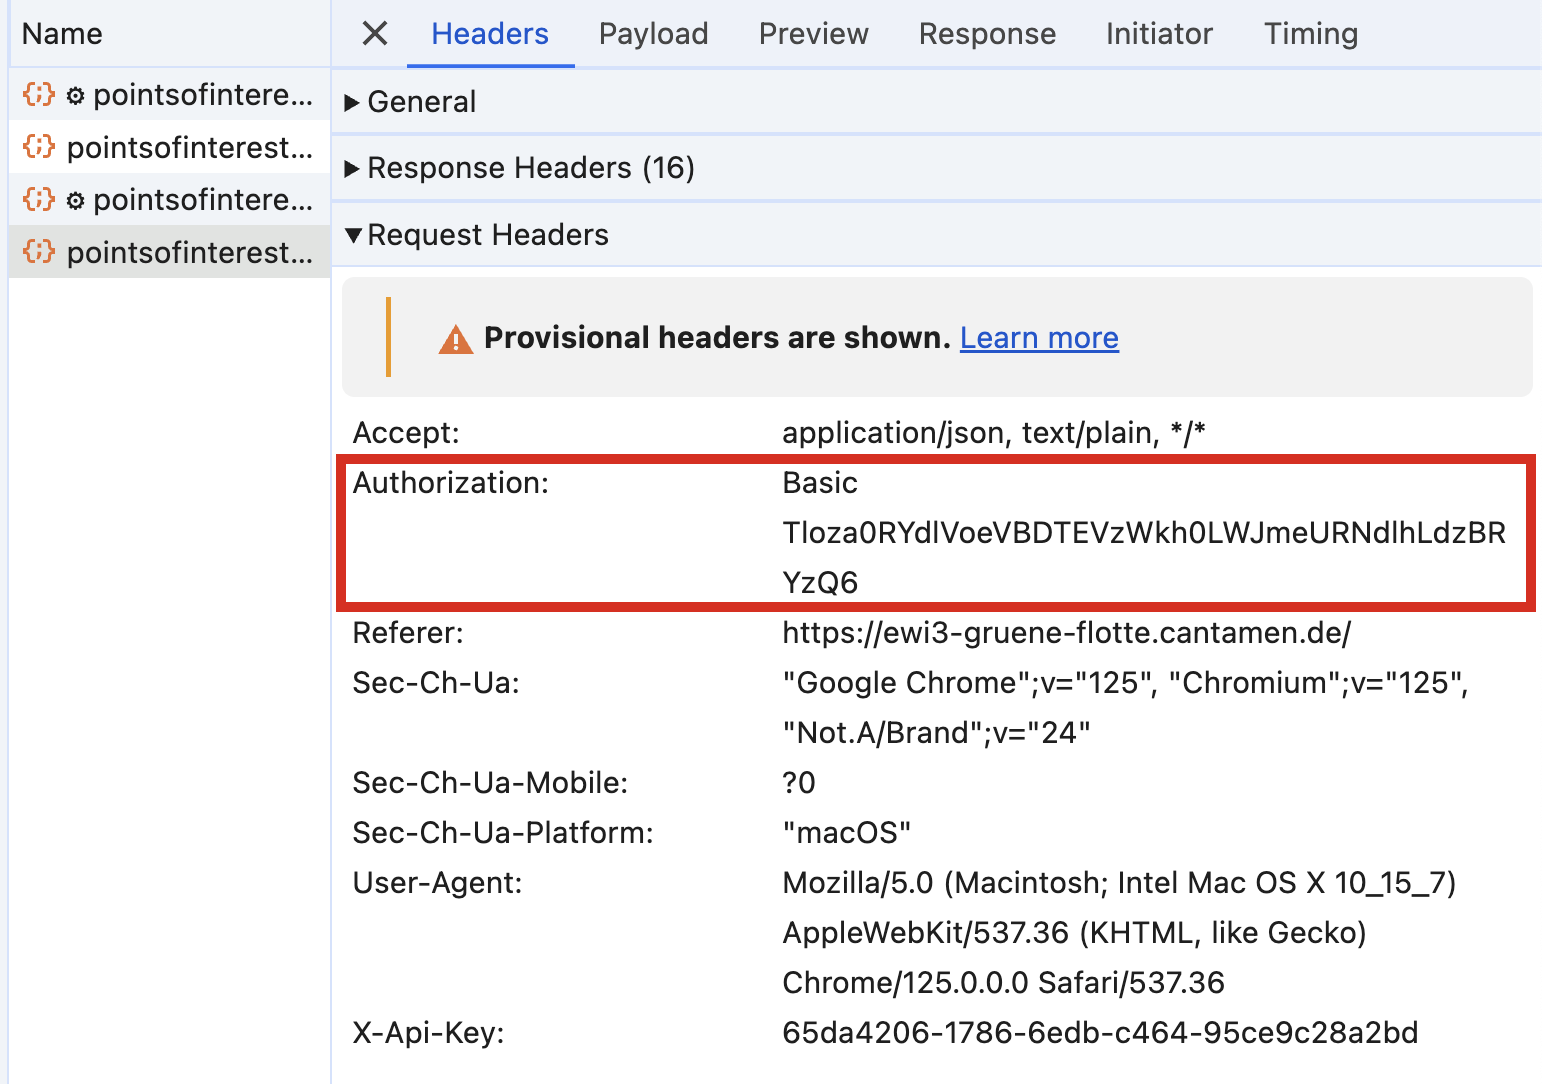 Name
Headers Payload Preview Response Initiator Timing
pointsofintere...
pointsofinterest...
pointsofintere...
pointsofinterest...
General
Response Headers (16)
Request Headers
Provisional headers are shown. Learn more
Accept: application/json, text/plain, */*
Authorization: Basic
Tloza0RYdlVoeVBDTEVzWkh0LWJmeURNdlhLdzBR
YzQ6
Referer: https://ewi3-gruene-flotte.cantamen.de/
Sec-Ch-Ua: "Google Chrome";v="125", "Chromium";v="125",
"Not.A/Brand";v="24"
Sec-Ch-Ua-Mobile: ?0
Sec-Ch-Ua-Platform: "macOS"
User-Agent: Mozilla/5.0 (Macintosh; Intel Mac OS X 10_15_7)
AppleWebKit/537.36 (KHTML, like Gecko)
Chrome/125.0.0.0 Safari/537.36
X-Api-Key: 65da4206-1786-6edb-c464-95ce9c28a2bd